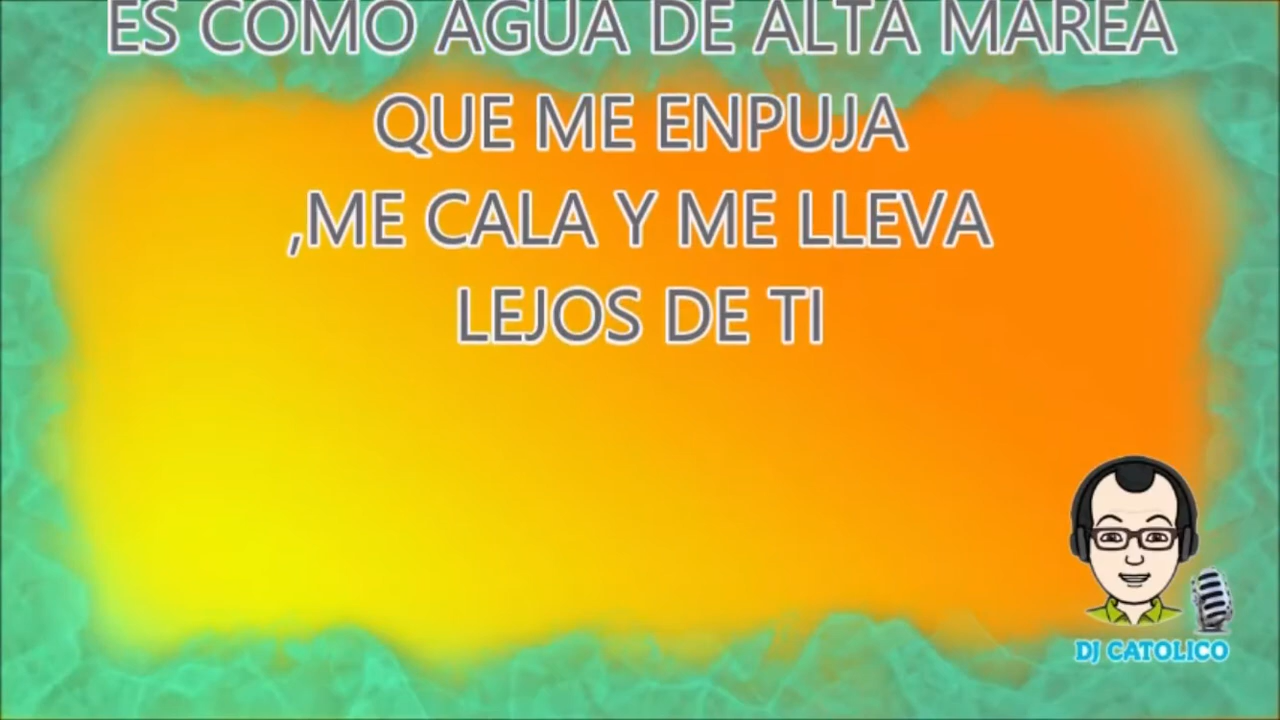 ES COMO AGUA DE ALTA MAREA
QUE ME ENPUJA
,ME CALA Y ME LLEVA
LEJOS DE TI
DJ CATOLICO